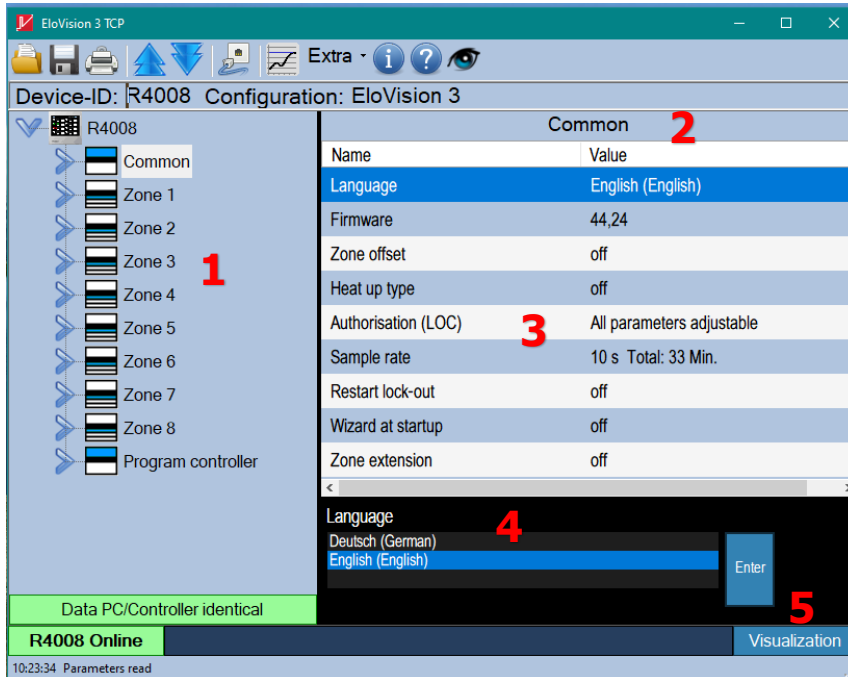 EloVision 3 TCP
Extra
Device-ID: R4008 Configuration: EloVision 3
R4008
Common
Zone 1
Zone 2
Zone 3
Zone 4
Zone 5
Zone 6
Zone 7
Zone 8
Program controller
1
Data PC/Controller identical
Common 2
Name Value
Language English (English)
Firmware 44,24
Zone offset off
Heat up type off
Authorisation (LOC) All parameters adjustable
3
Sample rate 10 s Total: 33 Min.
Restart lock-out off
Wizard at startup off
Zone extension off
Language
4
Deutsch (German)
English (English)
Enter
5
R4008 Online
Visualization
10:23:34 Parameters read